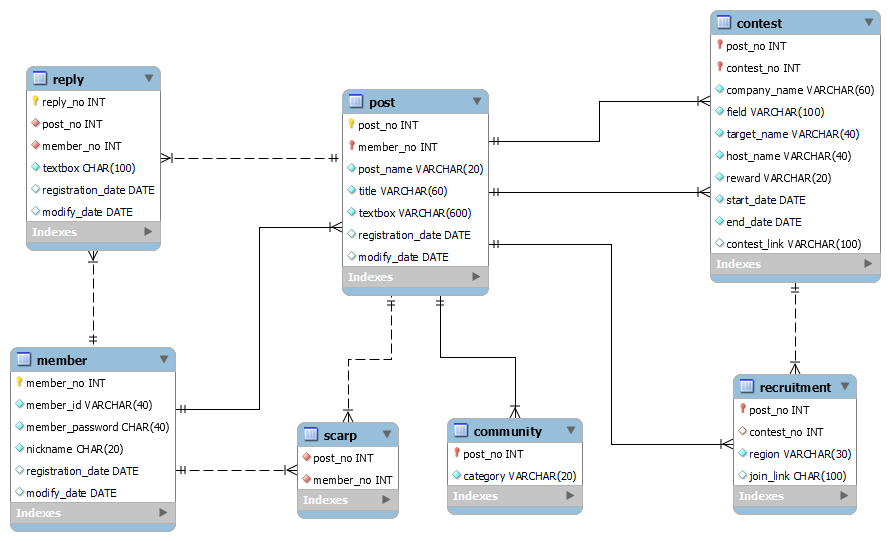 contest
post_no INT
contest_no INT
company_name VARCHAR(60)
field VARCHAR(100)
target_name VARCHAR(40)
host_name VARCHAR(40)
reward VARCHAR(20)
start_date DATE
end_date DATE
contest_link VARCHAR(100)
Indexes
reply
reply_no INT
post_no INT
member_no INT
textbox CHAR(100)
registration_date DATE
modify_date DATE
Indexes
post
post_no INT
member_no INT
post_name VARCHAR(20)
title VARCHAR(60)
textbox VARCHAR(600)
registration_date DATE
modify_date DATE
Indexes
member
member_no INT
member_id VARCHAR(40)
member_password CHAR(40)
nickname CHAR(20)
registration_date DATE
modify_date DATE
Indexes
scarp
post_no INT
member_no INT
Indexes
community
post_no INT
category VARCHAR(20)
Indexes
recruitment
post_no INT
contest_no INT
region VARCHAR(30)
join_link CHAR(100)
Indexes